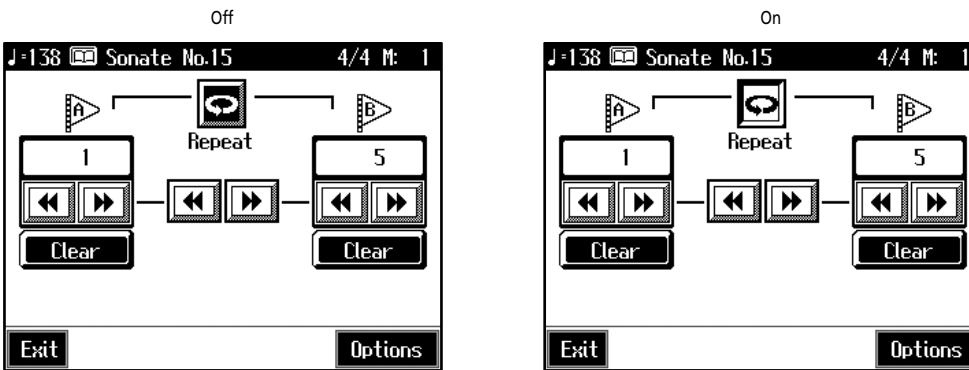 Off
♩=138 Sonate No.15 4/4 M: 1
A B
Repeat
1 5
Clear Clear
Exit Options
On
♩=138 Sonate No.15 4/4 M: 1
A B
Repeat
1 5
Clear Clear
Exit Options